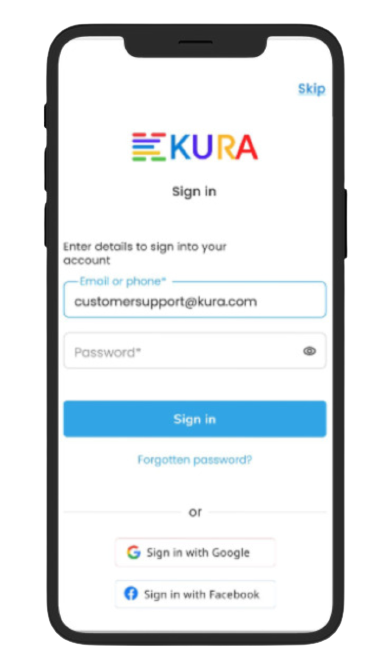 Skip
KURA
Sign in
Enter details to sign into your
account
Email or phone*
customersupport@kura.com
Password*
Sign in
Forgotten password?
or
Sign in with Google
Sign in with Facebook